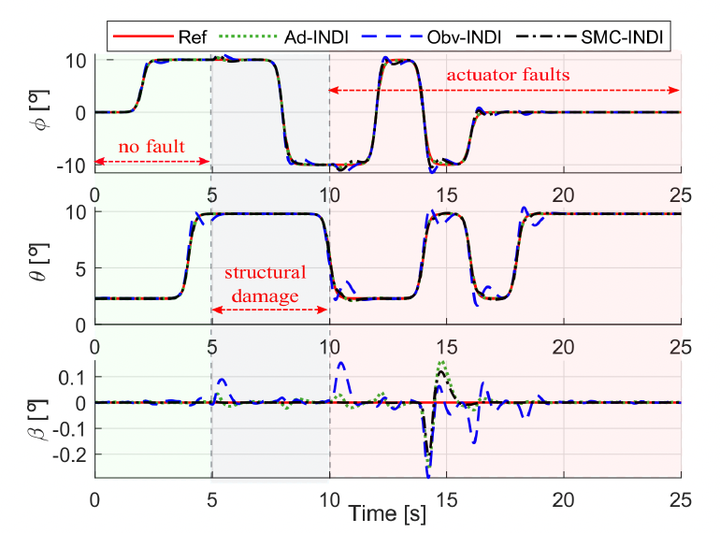 Ref Ad-INDI Obv-INDI SMC-INDI
10
0
-10
ϕ [º]
actuator faults
no fault
0 5 10 15 20 25
10
5
0
θ [º]
structural
damage
0 5 10 15 20 25
0.1
0
-0.1
-0.2
β [º]
0 5 10 15 20 25
Time [s]